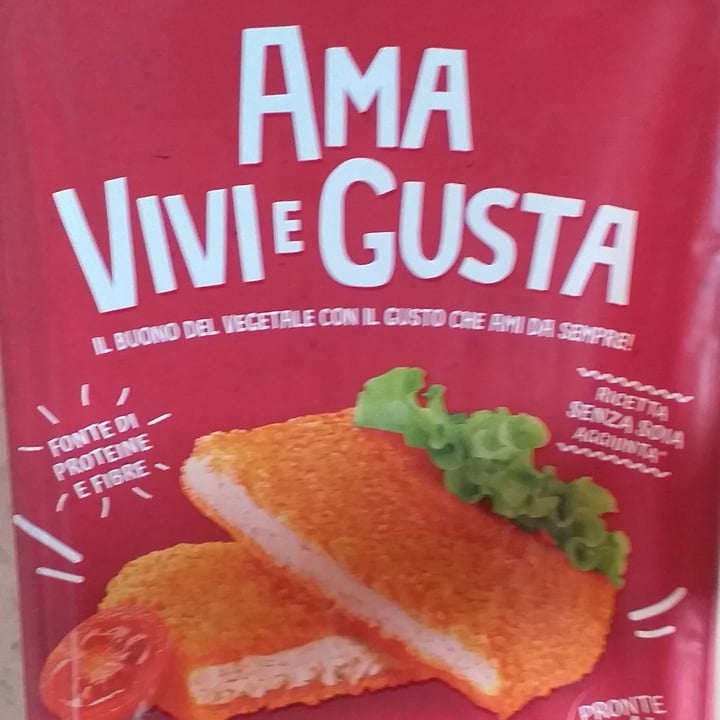 AMA
VIVI E GUSTA
IL BUONO DEL VEGETALE CON IL GUSTO CHE AMI DA SEMPRE!
FONTE DI
PROTEINE
E FIBRE
RICETTA
SENZA SOIA
AGGIUNTA*
PRONTE